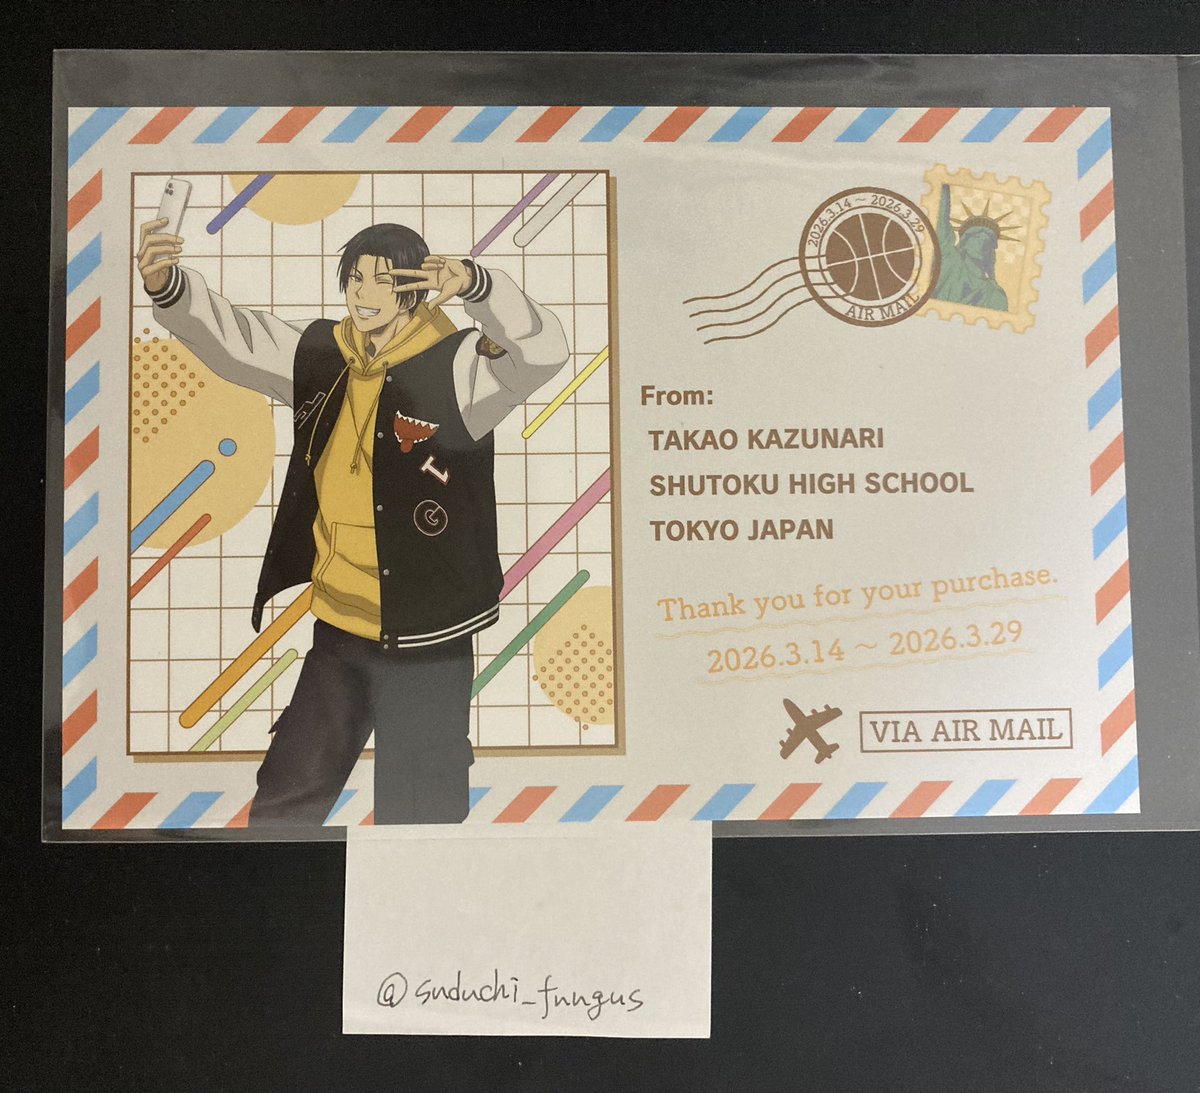 2026.3.14 ～ 2026.3.29
AIR MAIL
From:
TAKAO KAZUNARI
SHUTOKU HIGH SCHOOL
TOKYO JAPAN
Thank you for your purchase.
2026.3.14 ～ 2026.3.29
VIA AIR MAIL
@suduchi_fungus